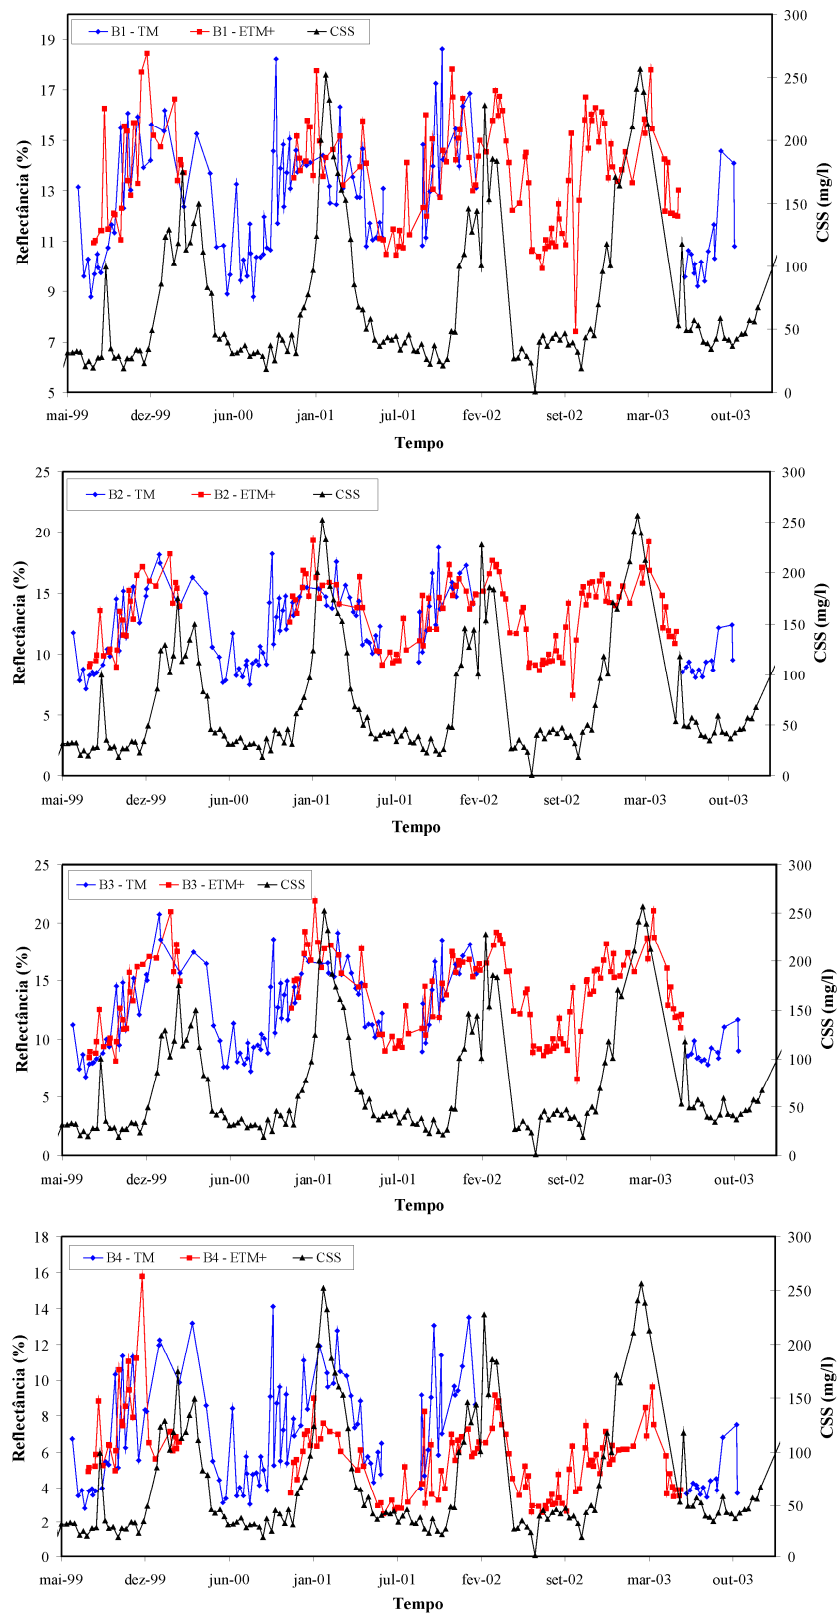 B1 - TM B1 - ETM+ CSS
Reflectância (%)
19
17
15
13
11
9
7
5
300
250
200
150
100
50
0
CSS (mg/l)
mai-99 dez-99 jun-00 jan-01 jul-01 fev-02 set-02 mar-03 out-03
Tempo
B2 - TM B2 - ETM+ CSS
Reflectância (%)
25
20
15
10
5
0
300
250
200
150
100
50
0
CSS (mg/l)
mai-99 dez-99 jun-00 jan-01 jul-01 fev-02 set-02 mar-03 out-03
Tempo
B3 - TM B3 - ETM+ CSS
Reflectância (%)
25
20
15
10
5
0
300
250
200
150
100
50
0
CSS (mg/l)
mai-99 dez-99 jun-00 jan-01 jul-01 fev-02 set-02 mar-03 out-03
Tempo
B4 - TM B4 - ETM+ CSS
Reflectância (%)
18
16
14
12
10
8
6
4
2
0
300
250
200
150
100
50
0
CSS (mg/l)
mai-99 dez-99 jun-00 jan-01 jul-01 fev-02 set-02 mar-03 out-03
Tempo